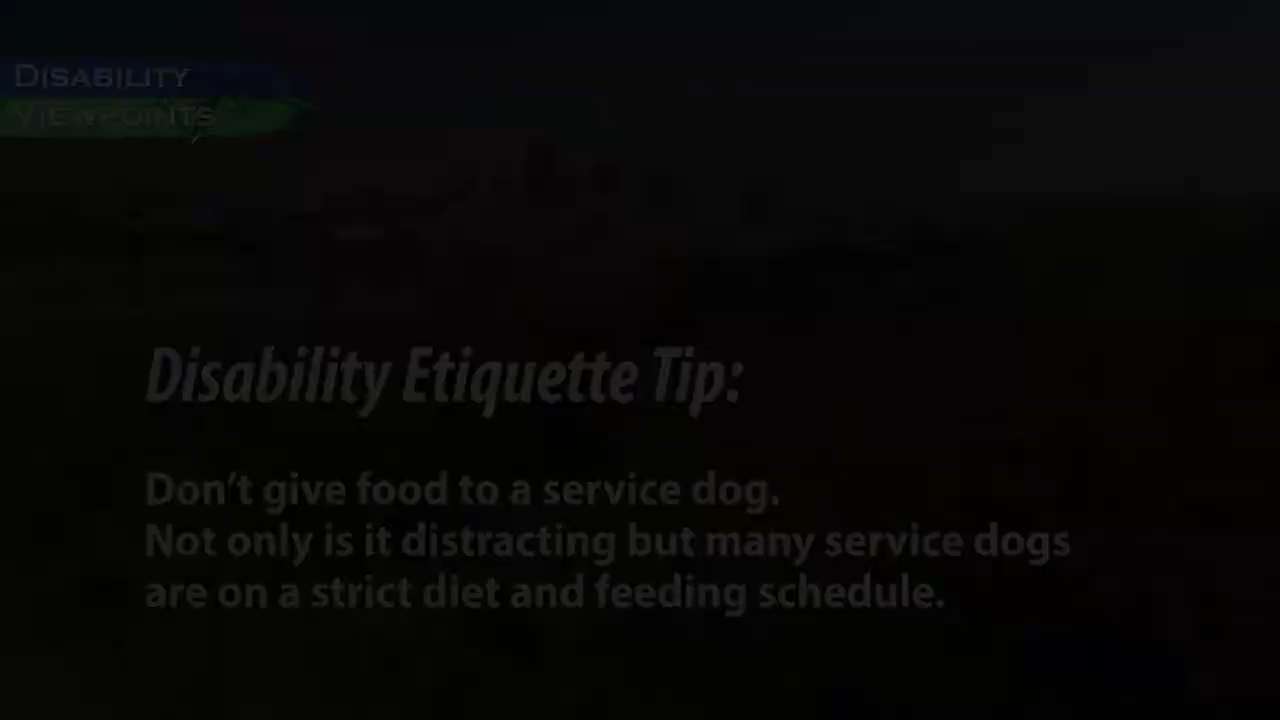 DISABILITY
VIEWPOINTS
Disability Etiquette Tip:
Don't give food to a service dog.
Not only is it distracting but many service dogs
are on a strict diet and feeding schedule.